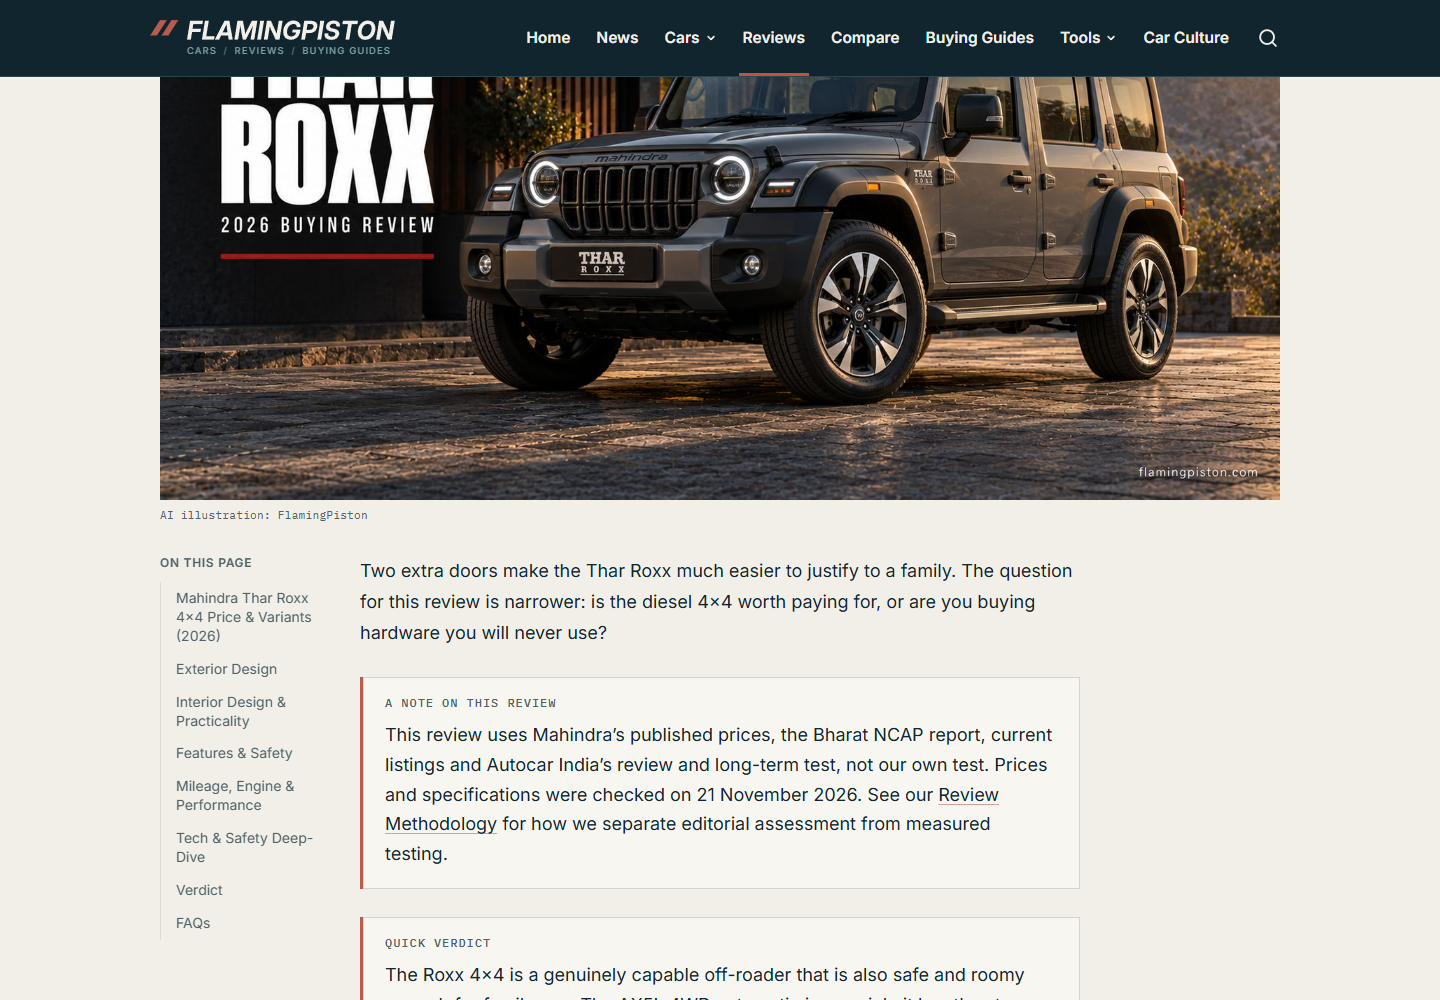 FLAMINGPISTON
CARS / REVIEWS / BUYING GUIDES
Home News Cars Reviews Compare Buying Guides Tools Car Culture
THAR
ROXX
2026 BUYING REVIEW
mahindra
THAR
ROXX
THAR
ROXX
flamingpiston.com
AI illustration: FlamingPiston
ON THIS PAGE
Mahindra Thar Roxx
4×4 Price & Variants
(2026)
Exterior Design
Interior Design &
Practicality
Features & Safety
Mileage, Engine &
Performance
Tech & Safety Deep-
Dive
Verdict
FAQs
Two extra doors make the Thar Roxx much easier to justify to a family. The question
for this review is narrower: is the diesel 4×4 worth paying for, or are you buying
hardware you will never use?
A NOTE ON THIS REVIEW
This review uses Mahindra’s published prices, the Bharat NCAP report, current
listings and Autocar India’s review and long-term test, not our own test. Prices
and specifications were checked on 21 November 2026. See our Review
Methodology for how we separate editorial assessment from measured
testing.
QUICK VERDICT
The Roxx 4×4 is a genuinely capable off-roader that is also safe and roomy